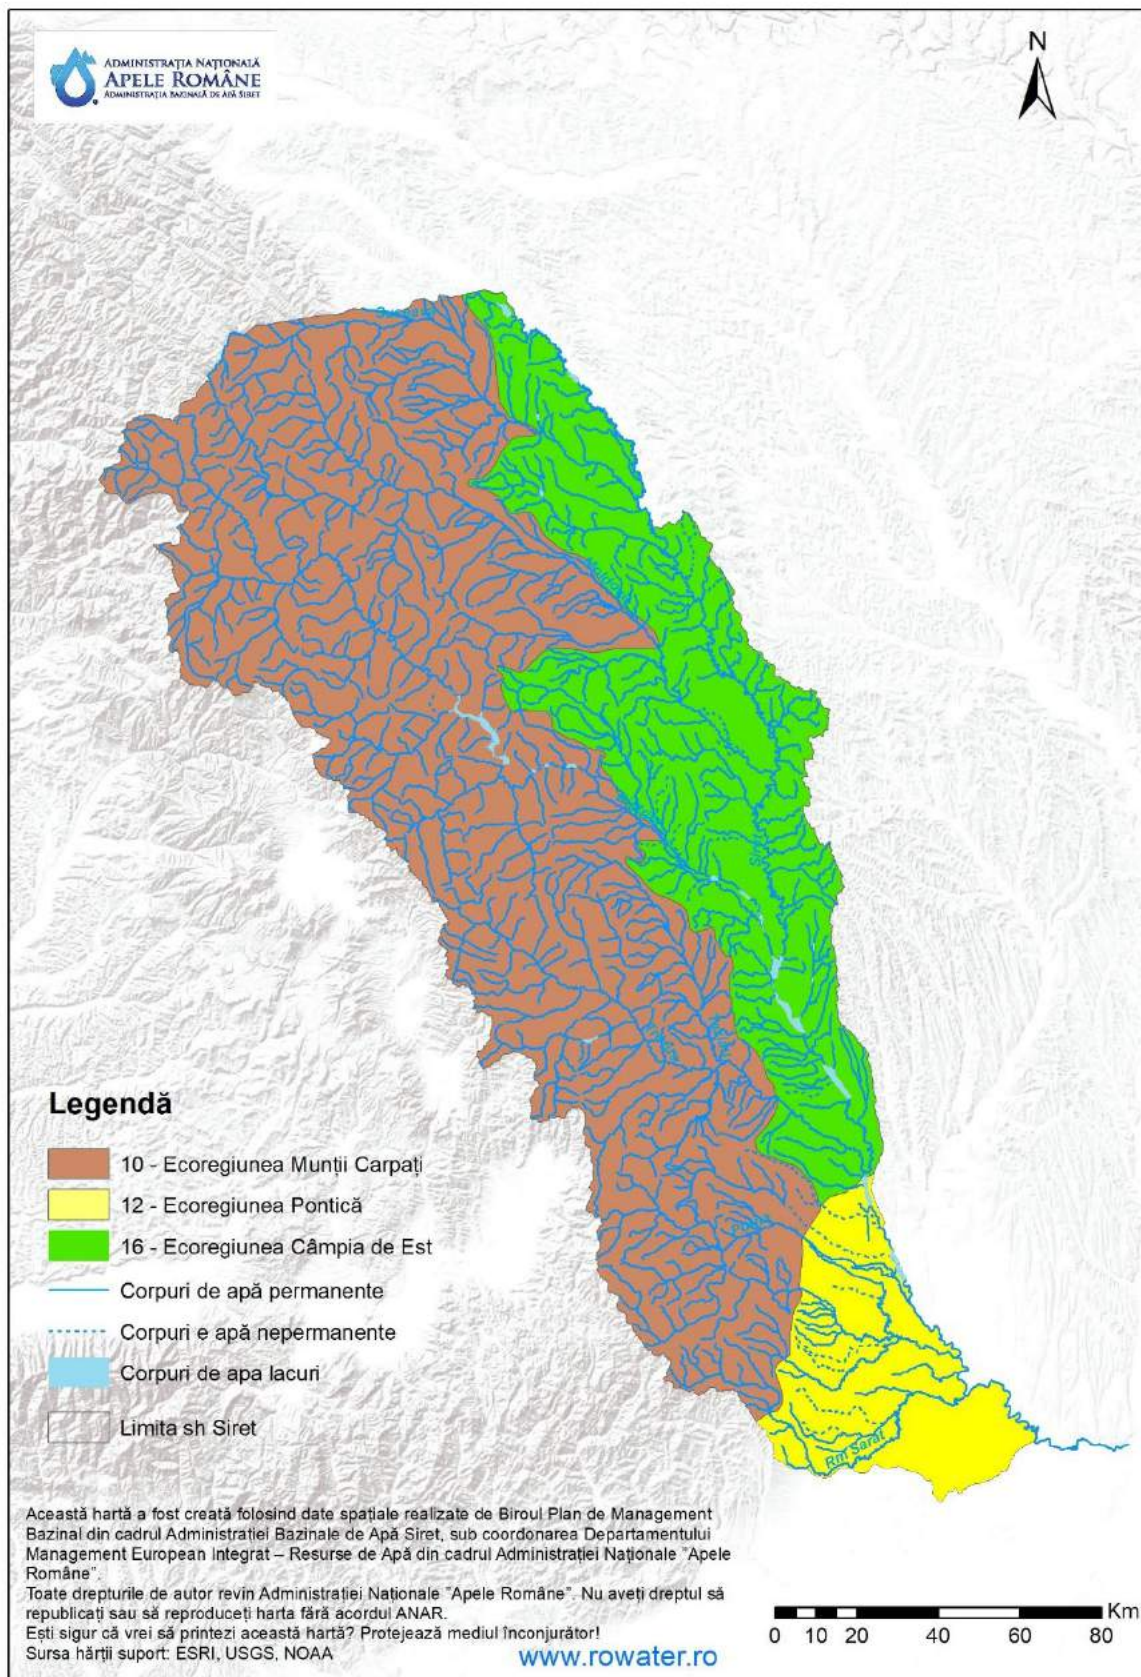 ADMINISTRAȚIA NAȚIONALĂ
APELE ROMÂNE
ADMINISTRAȚIA BAZINALĂ DE APĂ SIRET
N
Siret
Rm Sarat
Legendă
10 - Ecoregiunea Munții Carpați
12 - Ecoregiunea Pontică
16 - Ecoregiunea Câmpia de Est
Corpuri de apă permanente
Corpuri e apă nepermanente
Corpuri de apa lacuri
Limita sh Siret
Această hartă a fost creată folosind date spațiale realizate de Biroul Plan de Management
Bazinal din cadrul Administratiei Bazinale de Apă Siret, sub coordonarea Departamentului
Management European Integrat – Resurse de Apă din cadrul Administrației Naționale "Apele
Române".
Toate drepturile de autor revin Administratiei Nationale "Apele Române". Nu aveți dreptul să
republicați sau să reproduceți harta fără acordul ANAR.
Ești sigur că vrei să printezi această hartă? Protejează mediul înconjurător!
Sursa hărții suport: ESRI, USGS, NOAA
www.rowater.ro
Km
0 10 20 40 60 80